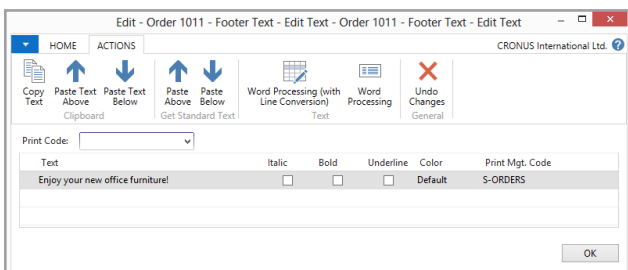 Edit - Order 1011 - Footer Text - Edit Text - Order 1011 - Footer Text - Edit Text
HOME ACTIONS CRONUS International Ltd.
Copy Text
Paste Text Above
Paste Text Below
Clipboard
Paste Above
Paste Below
Get Standard Text
Word Processing (with Line Conversion)
Word Processing
Text
Undo Changes
General
Print Code:
Text Italic Bold Underline Color Print Mgt. Code
Enjoy your new office furniture! Default S-ORDERS
OK